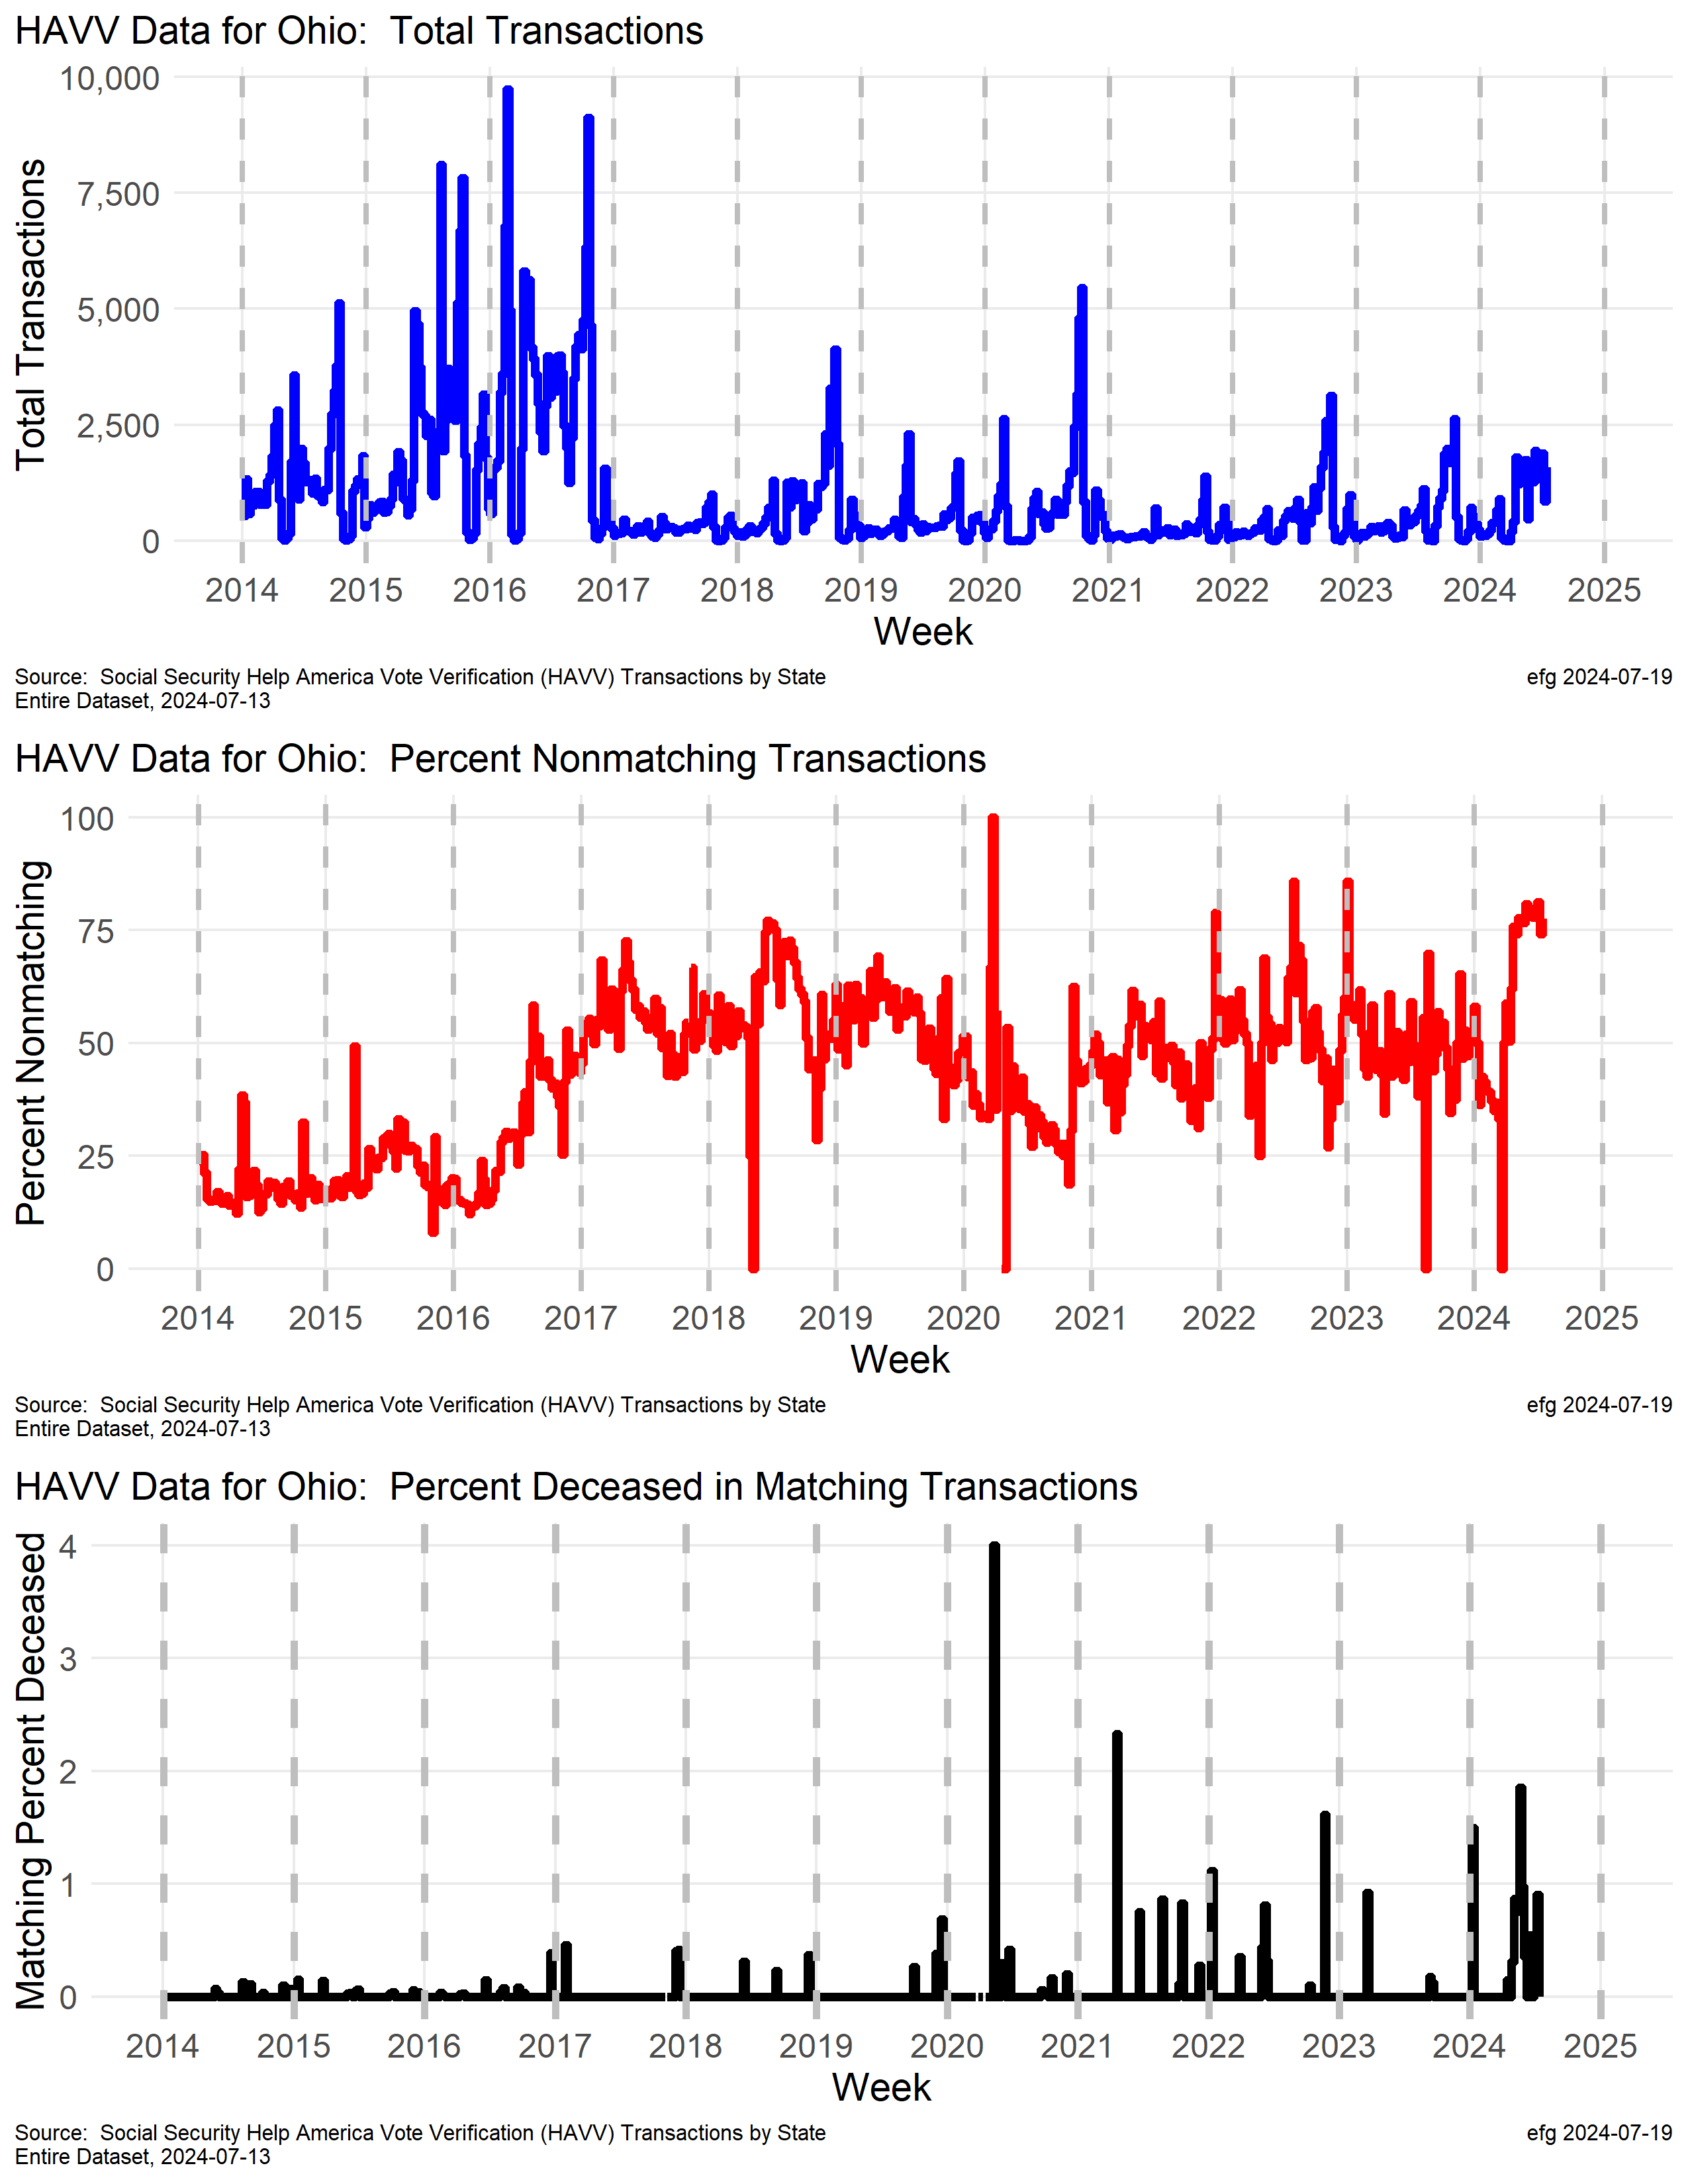 HAVV Data for Ohio:  Total Transactions
10,000
7,500
5,000
2,500
0
Total Transactions
2014 2015 2016 2017 2018 2019 2020 2021 2022 2023 2024 2025
Week
Source:  Social Security Help America Vote Verification (HAVV) Transactions by State
Entire Dataset, 2024-07-13
efg 2024-07-19
HAVV Data for Ohio:  Percent Nonmatching Transactions
100
75
50
25
0
Percent Nonmatching
2014 2015 2016 2017 2018 2019 2020 2021 2022 2023 2024 2025
Week
Source:  Social Security Help America Vote Verification (HAVV) Transactions by State
Entire Dataset, 2024-07-13
efg 2024-07-19
HAVV Data for Ohio:  Percent Deceased in Matching Transactions
4
3
2
1
0
Matching Percent Deceased
2014 2015 2016 2017 2018 2019 2020 2021 2022 2023 2024 2025
Week
Source:  Social Security Help America Vote Verification (HAVV) Transactions by State
Entire Dataset, 2024-07-13
efg 2024-07-19